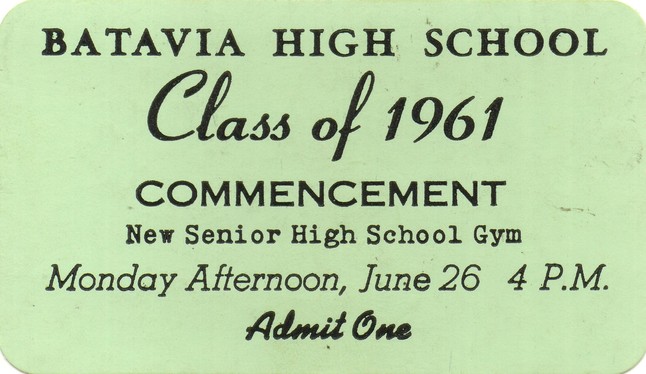 BATAVIA HIGH SCHOOL
Class of 1961
COMMENCEMENT
New Senior High School Gym
Monday Afternoon, June 26 4 P.M.
Admit One